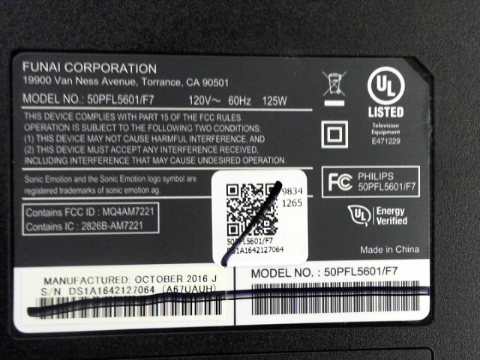 FUNAI CORPORATION
19900 Van Ness Avenue, Torrance, CA 90501
MODEL NO.: 50PFL5601/F7 120V~ 60Hz 125W
THIS DEVICE COMPLIES WITH PART 15 OF THE FCC RULES.
OPERATION IS SUBJECT TO THE FOLLOWING TWO CONDITIONS:
(1) THIS DEVICE MAY NOT CAUSE HARMFUL INTERFERENCE, AND
(2) THIS DEVICE MUST ACCEPT ANY INTERFERENCE RECEIVED,
INCLUDING INTERFERENCE THAT MAY CAUSE UNDESIRED OPERATION.
Sonic Emotion and the Sonic Emotion logo symbol are
registered trademarks of sonic emotion ag.
Contains FCC ID : MQ4AM7221
Contains IC : 2826B-AM7221
UL
LISTED
Television
Equipment
E471229
FC
PHILIPS
50PFL5601/F7
UL
Energy
Verified
Made in China
9834
1265
50PFL5601/F7
DS1A1642127064
MANUFACTURED: OCTOBER 2016 J
S/N DS1A1642127064 (A67UAUH)
MODEL NO. : 50PFL5601/F7